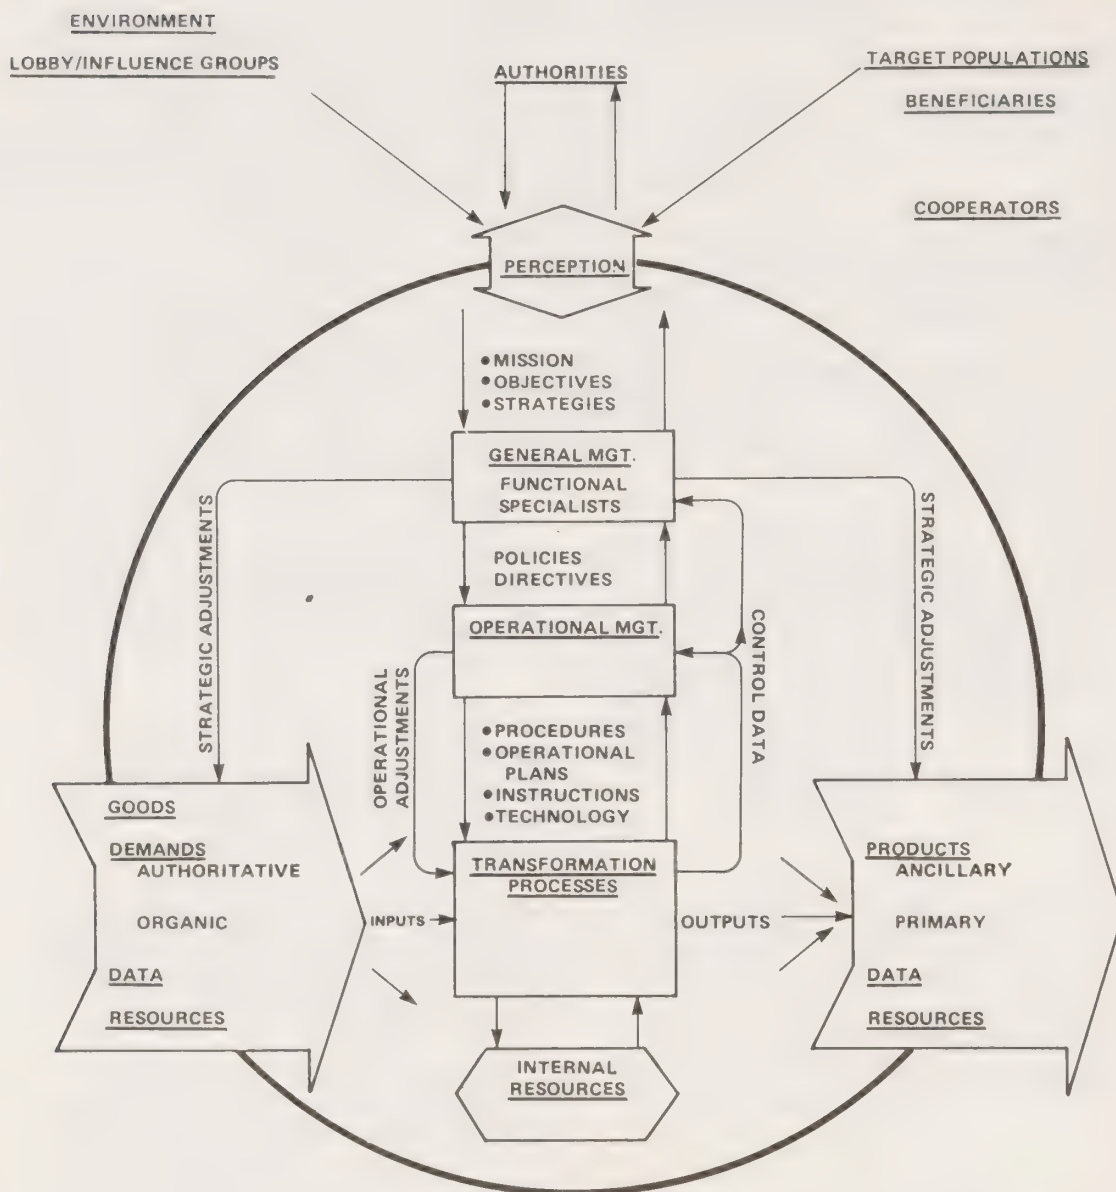 ENVIRONMENT
LOBBY/INFLUENCE GROUPS
AUTHORITIES
TARGET POPULATIONS
BENEFICIARIES
COOPERATORS
PERCEPTION
•MISSION
•OBJECTIVES
•STRATEGIES
GENERAL MGT.
FUNCTIONAL
SPECIALISTS
STRATEGIC ADJUSTMENTS
STRATEGIC ADJUSTMENTS
POLICIES
DIRECTIVES
OPERATIONAL MGT.
OPERATIONAL
ADJUSTMENTS
CONTROL DATA
•PROCEDURES
•OPERATIONAL
PLANS
•INSTRUCTIONS
•TECHNOLOGY
GOODS
DEMANDS
AUTHORITATIVE
ORGANIC
DATA
RESOURCES
INPUTS
TRANSFORMATION
PROCESSES
OUTPUTS
PRODUCTS
ANCILLARY
PRIMARY
DATA
RESOURCES
INTERNAL
RESOURCES